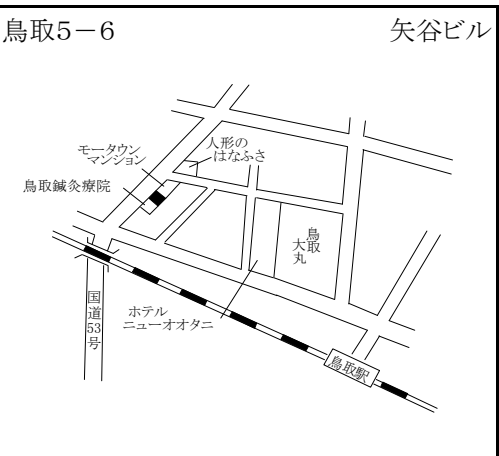 鳥取5－6
矢谷ビル
人形の
はなふさ
モータウン
マンション
鳥取鍼灸療院
鳥取
大丸
国道53号
ホテル
ニューオオタニ
鳥取駅